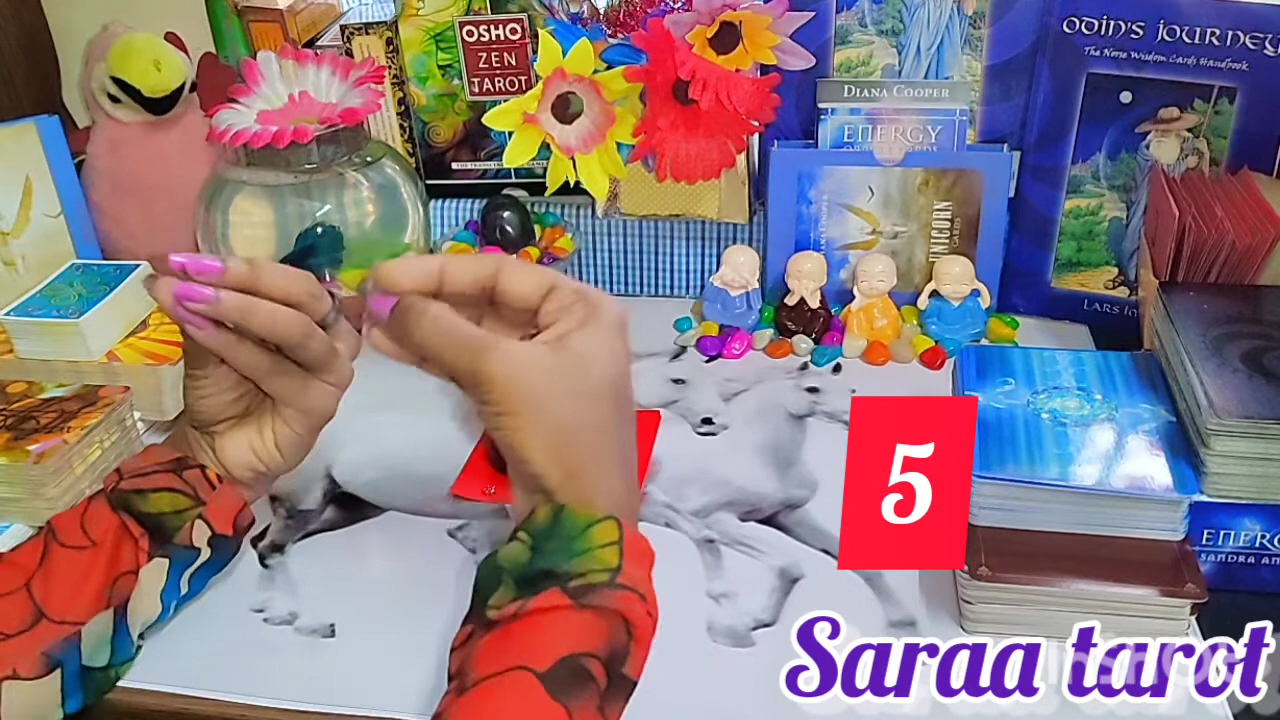 OSHO
ZEN
TAROT
ODIN'S JOURNEY
The Norse Wisdom Cards Handbook
DIANA COOPER
ENERGY
UNICORN
CARDS
LARS
5
ENERG
SANDRA AN
Saraa tarot